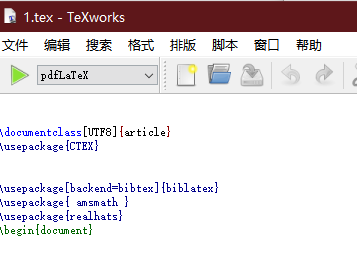 1.tex - TeXworks
文件 编辑 搜索 格式 排版 脚本 窗口 帮助
pdfLaTeX
\documentclass[UTF8]{article}
\usepackage{CTEX}
\usepackage[backend=bibtex]{biblatex}
\usepackage{ amsmath }
\usepackage{realhats}
\begin{document}